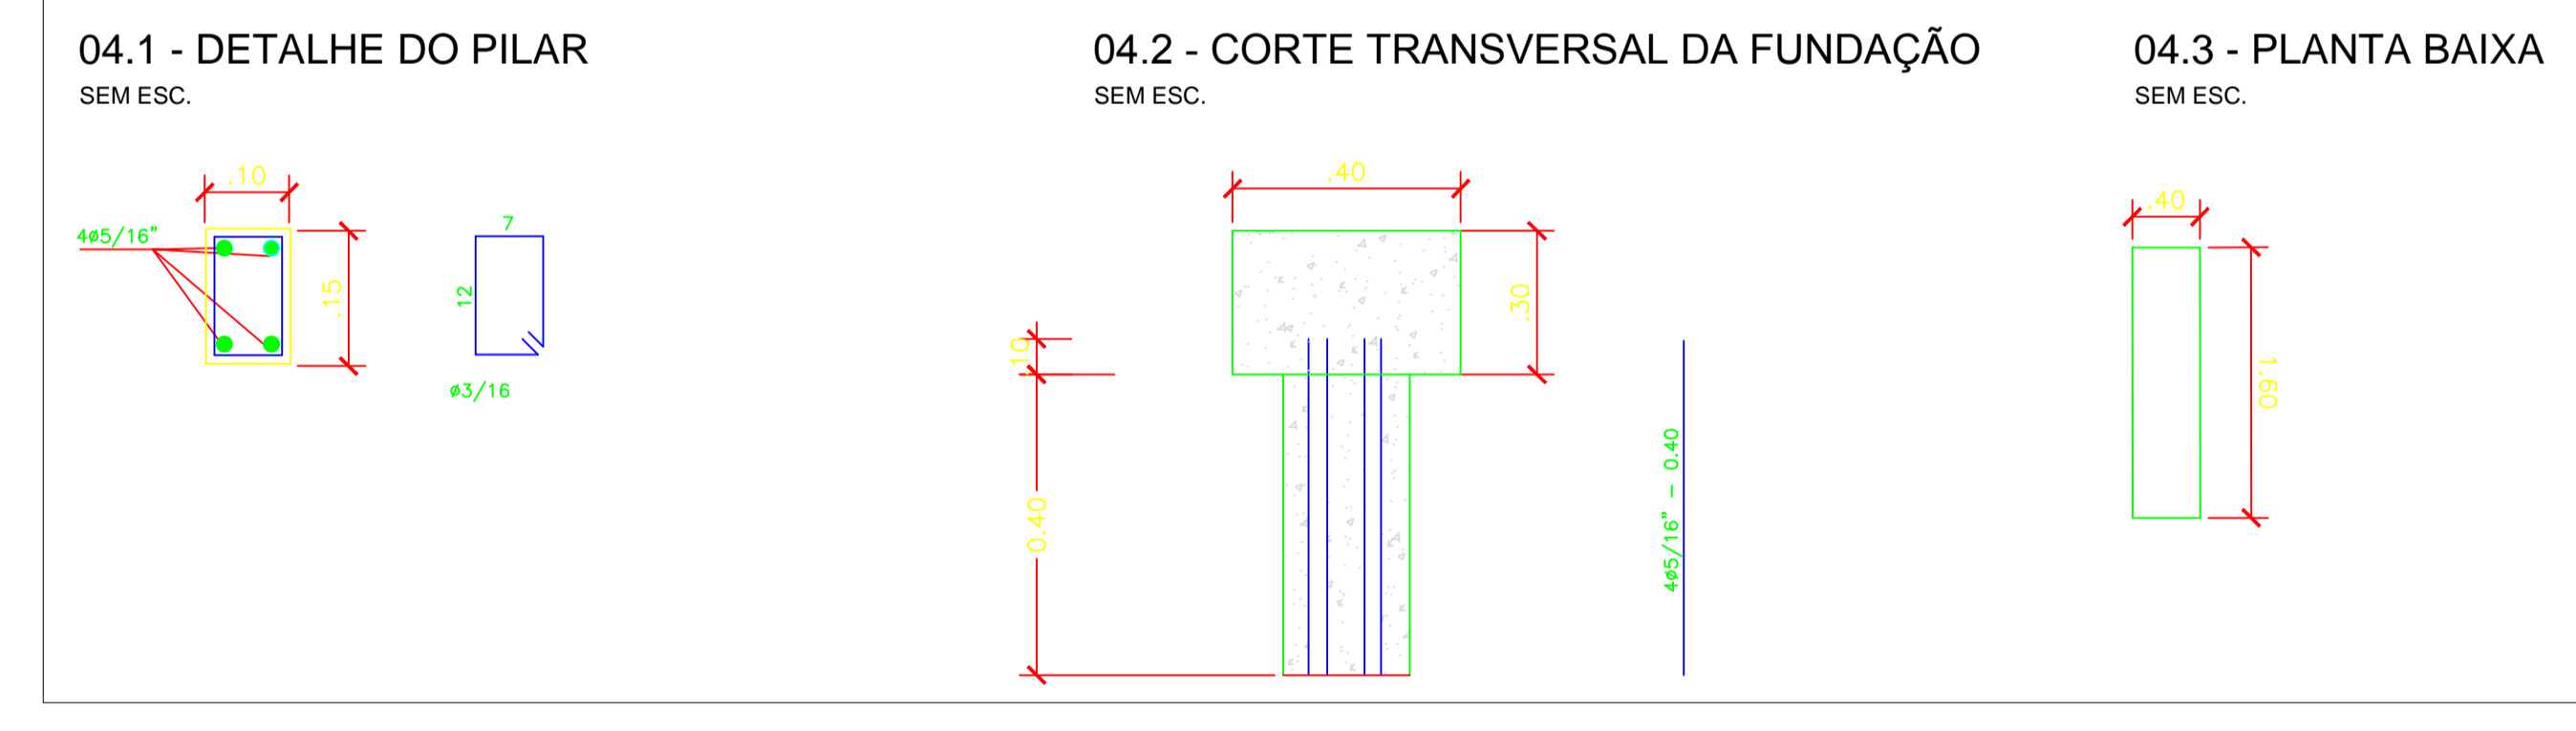 04.1 - DETALHE DO PILAR
SEM ESC.
.10
4ø5/16"
.15
7
12
ø3/16
04.2 - CORTE TRANSVERSAL DA FUNDAÇÃO
SEM ESC.
.40
.30
.10
0.40
4ø5/16" - 0.40
04.3 - PLANTA BAIXA
SEM ESC.
.40
1.60